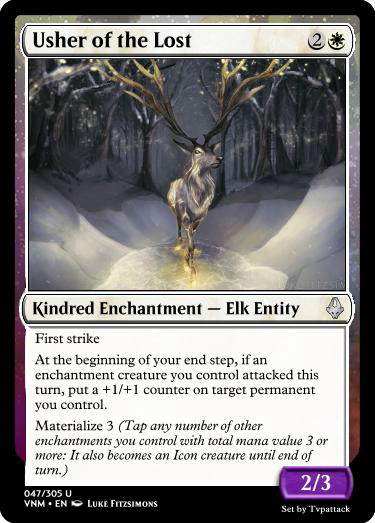 Usher of the Lost 2
Kindred Enchantment — Elk Entity
First strike
At the beginning of your end step, if an
enchantment creature you control attacked this
turn, put a +1/+1 counter on target permanent
you control.
Materialize 3 (Tap any number of other
enchantments you control with total mana value 3
or more: It also becomes an Icon creature until end
of turn.)
2/3
047/305 U
VNM • EN Luke Fitzsimons
Set by Tvpattack